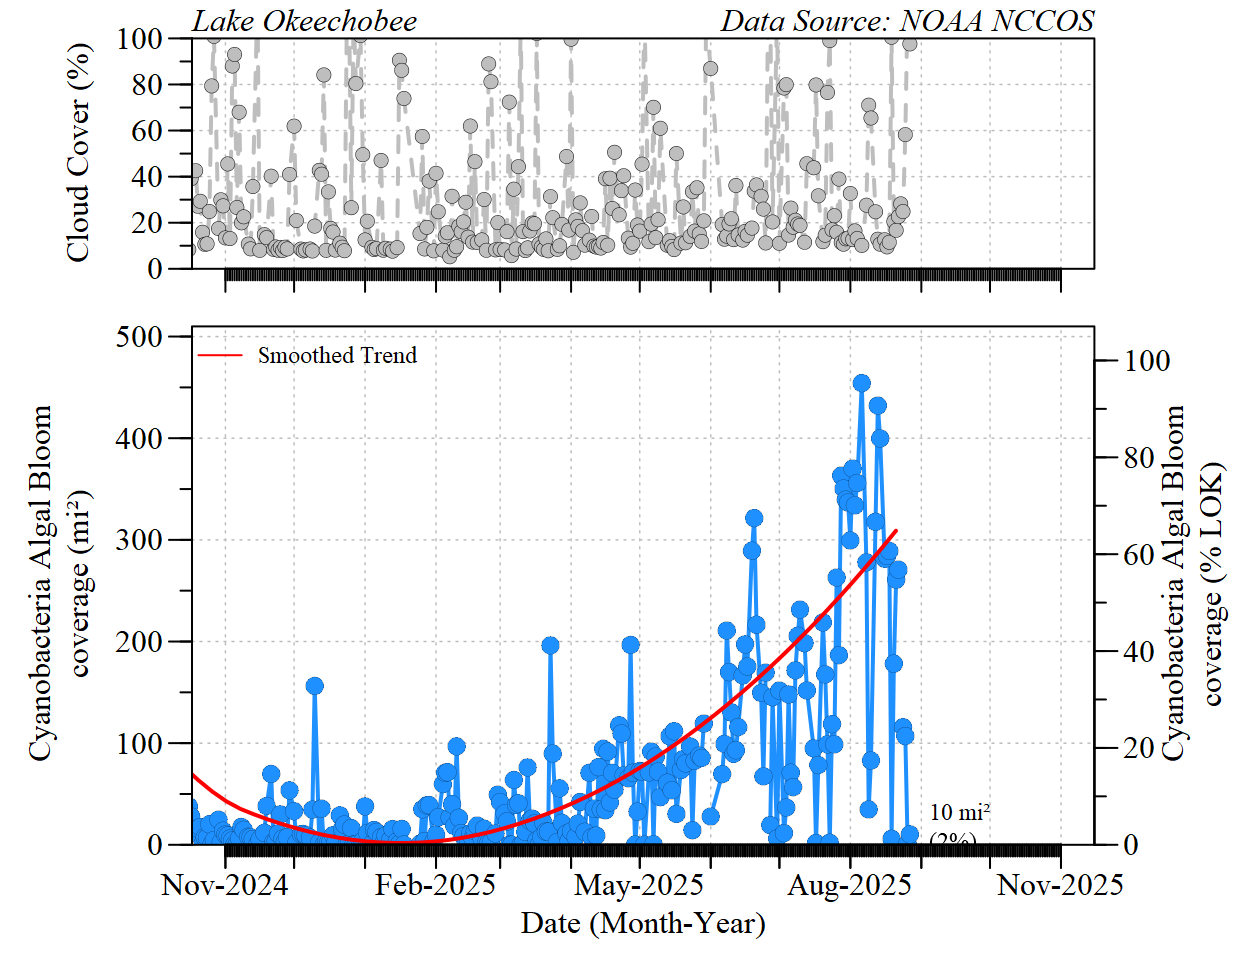 Lake Okeechobee
Data Source: NOAA NCCOS
Cloud Cover (%)
100
80
60
40
20
0
Smoothed Trend
Cyanobacteria Algal Bloom
coverage (mi²)
500
400
300
200
100
0
100
80
60
40
20
0
Cyanobacteria Algal Bloom
coverage (% LOK)
10 mi²
(2%)
Nov-2024
Feb-2025
May-2025
Aug-2025
Nov-2025
Date (Month-Year)